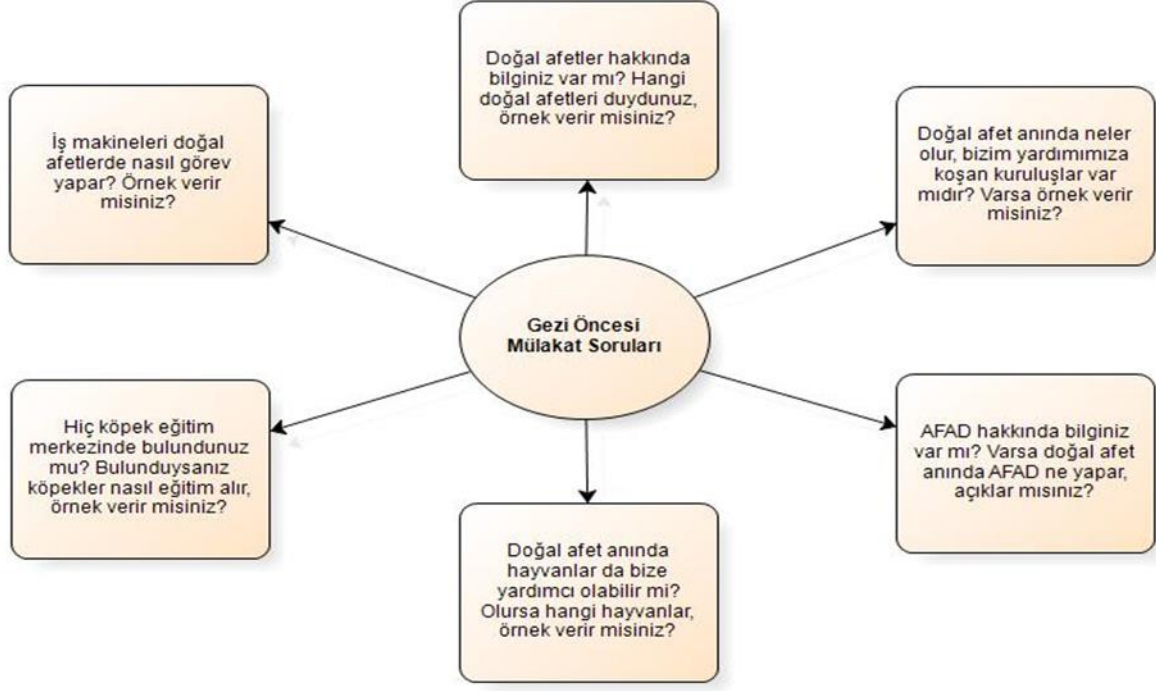 Doğal afetler hakkında
bilginiz var mı? Hangi
doğal afetleri duydunuz,
örnek verir misiniz?
İş makineleri doğal
afetlerde nasıl görev
yapar? Örnek verir
misiniz?
Doğal afet anında neler
olur, bizim yardımımıza
koşan kuruluşlar var
mıdır? Varsa örnek verir
misiniz?
Gezi Öncesi
Mülakat Soruları
Hiç köpek eğitim
merkezinde bulundunuz
mu? Bulunduysanız
köpekler nasıl eğitim alır,
örnek verir misiniz?
AFAD hakkında bilginiz
var mı? Varsa doğal afet
anında AFAD ne yapar,
açıklar mısınız?
Doğal afet anında
hayvanlar da bize
yardımcı olabilir mi?
Olursa hangi hayvanlar,
örnek verir misiniz?